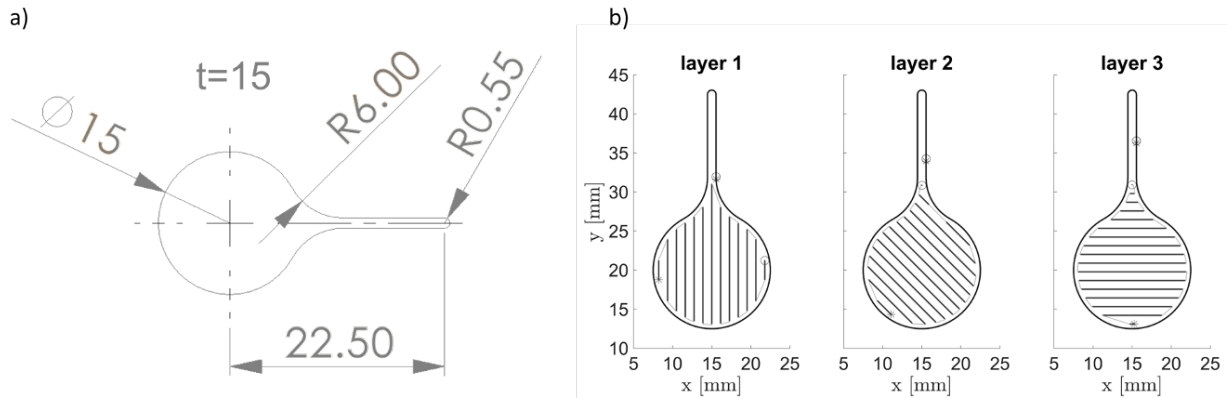 a)
t=15
∅ 15
R6.00
R0.55
22.50
b)
layer 1
layer 2
layer 3
45
40
35
30
25
20
15
10
y [mm]
5 10 15 20 25
5 10 15 20 25
5 10 15 20 25
x [mm]
x [mm]
x [mm]